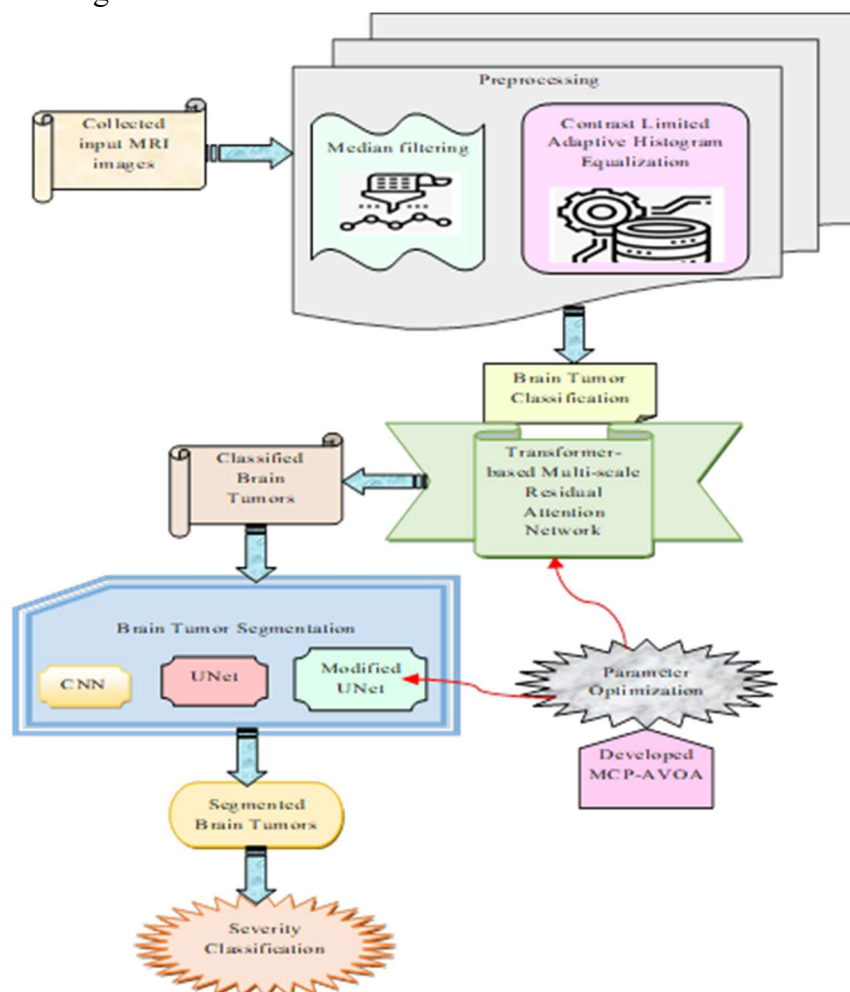 Preprocessing
Collected
input MRI
images
Median filtering
Contrast Limited
Adaptive Histogram
Equalization
Brain Tumor
Classification
Transformer-
based Multi-scale
Residual
Attention
Network
Classified
Brain
Tumors
Brain Tumor Segmentation
CNN
UNet
Modified
UNet
Parameter
Optimization
Developed
MCP-AVOA
Segmented
Brain Tumors
Severity
Classification